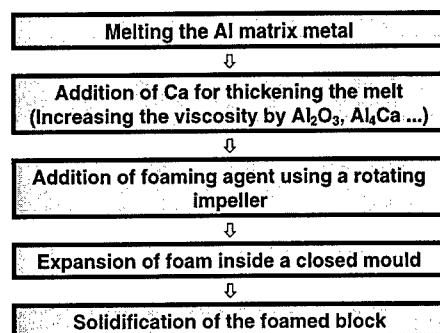 Melting the Al matrix metal
Addition of Ca for thickening the melt
(Increasing the viscosity by Al₂O₃, Al₄Ca ...)
Addition of foaming agent using a rotating
impeller
Expansion of foam inside a closed mould
Solidification of the foamed block